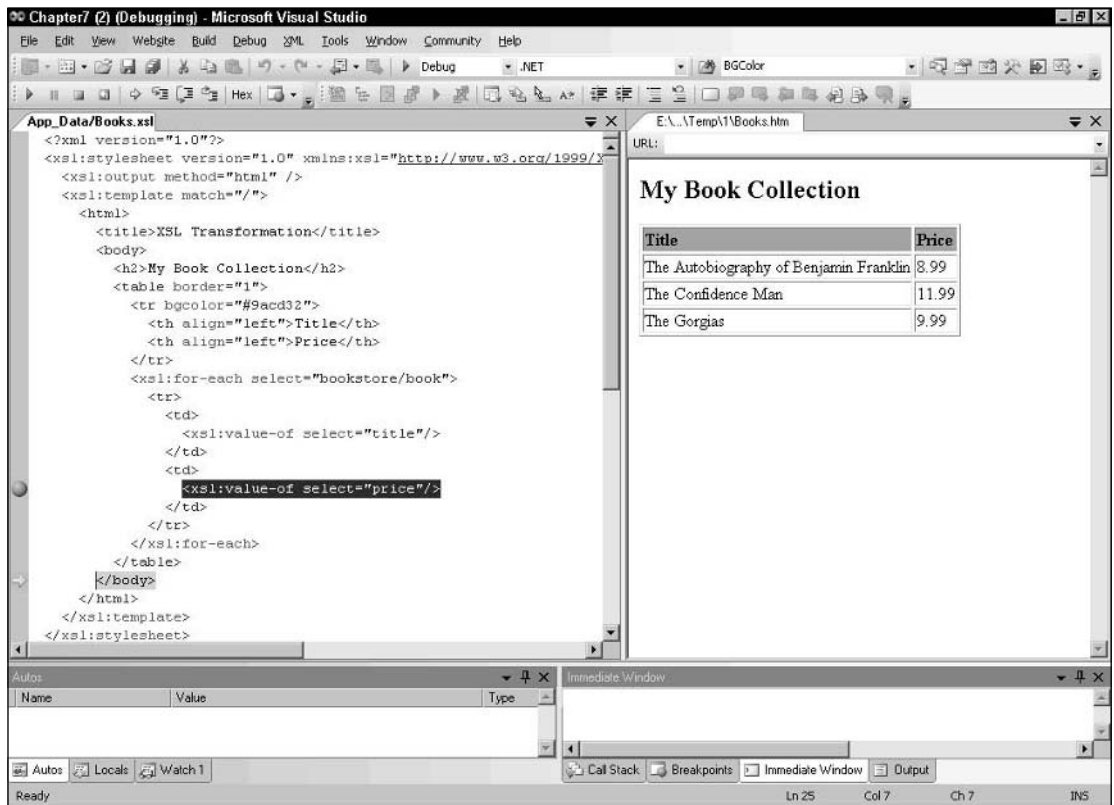 Chapter7 (2) (Debugging) - Microsoft Visual Studio
File Edit View Website Build Debug XML Tools Window Community Help
Debug .NET BGColor
Hex
App_Data/Books.xsl
<?xml version="1.0"?>
<xsl:stylesheet version="1.0" xmlns:xsl="http://www.w3.org/1999/X
<xsl:output method="html" />
<xsl:template match="/">
<html>
<title>XSL Transformation</title>
<body>
<h2>My Book Collection</h2>
<table border="1">
<tr bgcolor="#9acd32">
<th align="left">Title</th>
<th align="left">Price</th>
</tr>
<xsl:for-each select="bookstore/book">
<tr>
<td>
<xsl:value-of select="title"/>
</td>
<td>
<xsl:value-of select="price"/>
</td>
</tr>
</xsl:for-each>
</table>
</body>
</html>
</xsl:template>
</xsl:stylesheet>
E:\...\Temp\1\Books.htm
URL:
My Book Collection
Title Price
The Autobiography of Benjamin Franklin 8.99
The Confidence Man 11.99
The Gorgias 9.99
Autos
Name Value Type
Autos Locals Watch 1
Immediate Window
Call Stack Breakpoints Immediate Window Output
Ready Ln 25 Col 7 Ch 7 INS